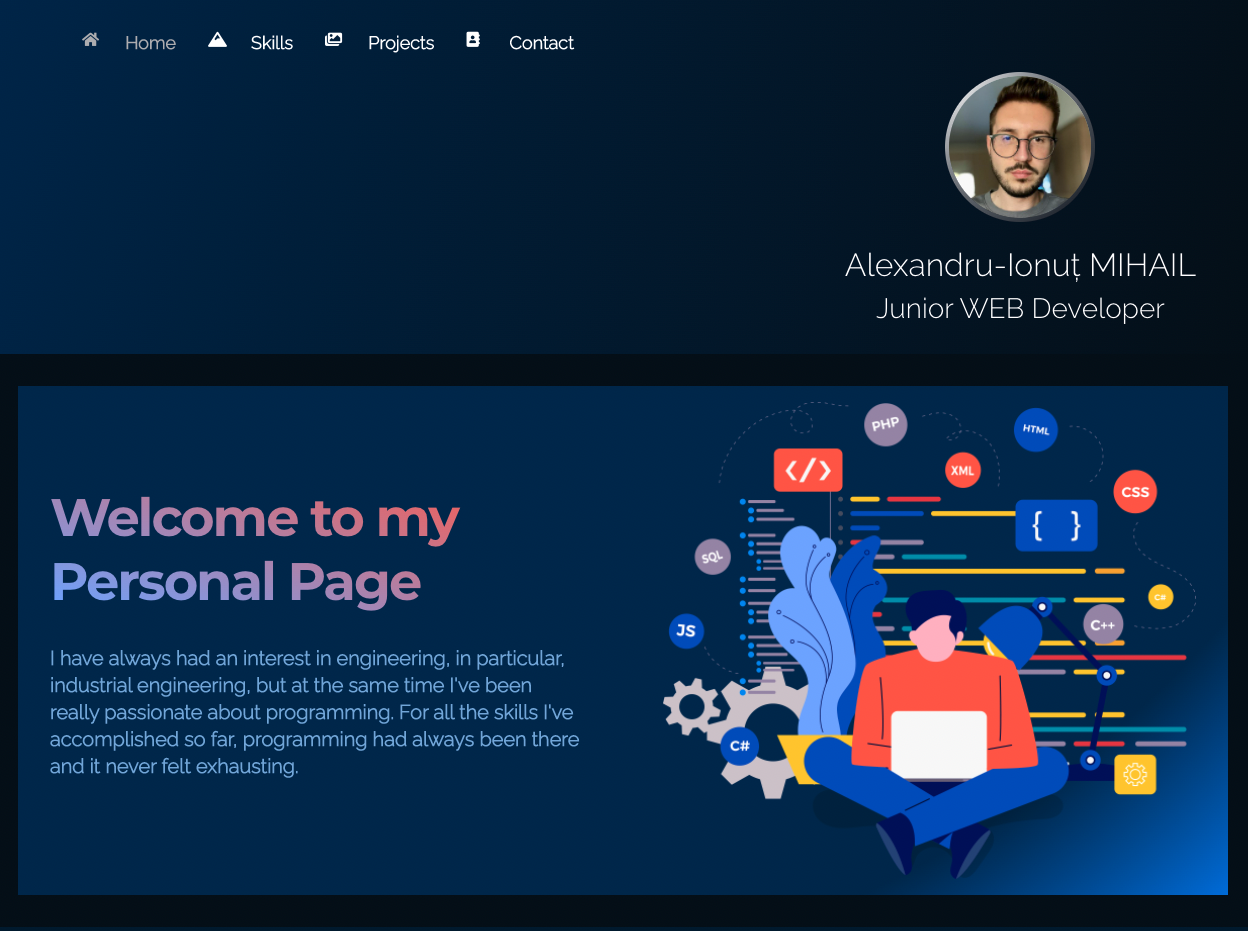 Home Skills Projects Contact
Alexandru-Ionuț MIHAIL
Junior WEB Developer
Welcome to my
Personal Page
I have always had an interest in engineering, in particular,
industrial engineering, but at the same time I've been
really passionate about programming. For all the skills I've
accomplished so far, programming had always been there
and it never felt exhausting.
PHP
HTML
</>
XML
CSS
{ }
SQL
C#
C++
JS
C#